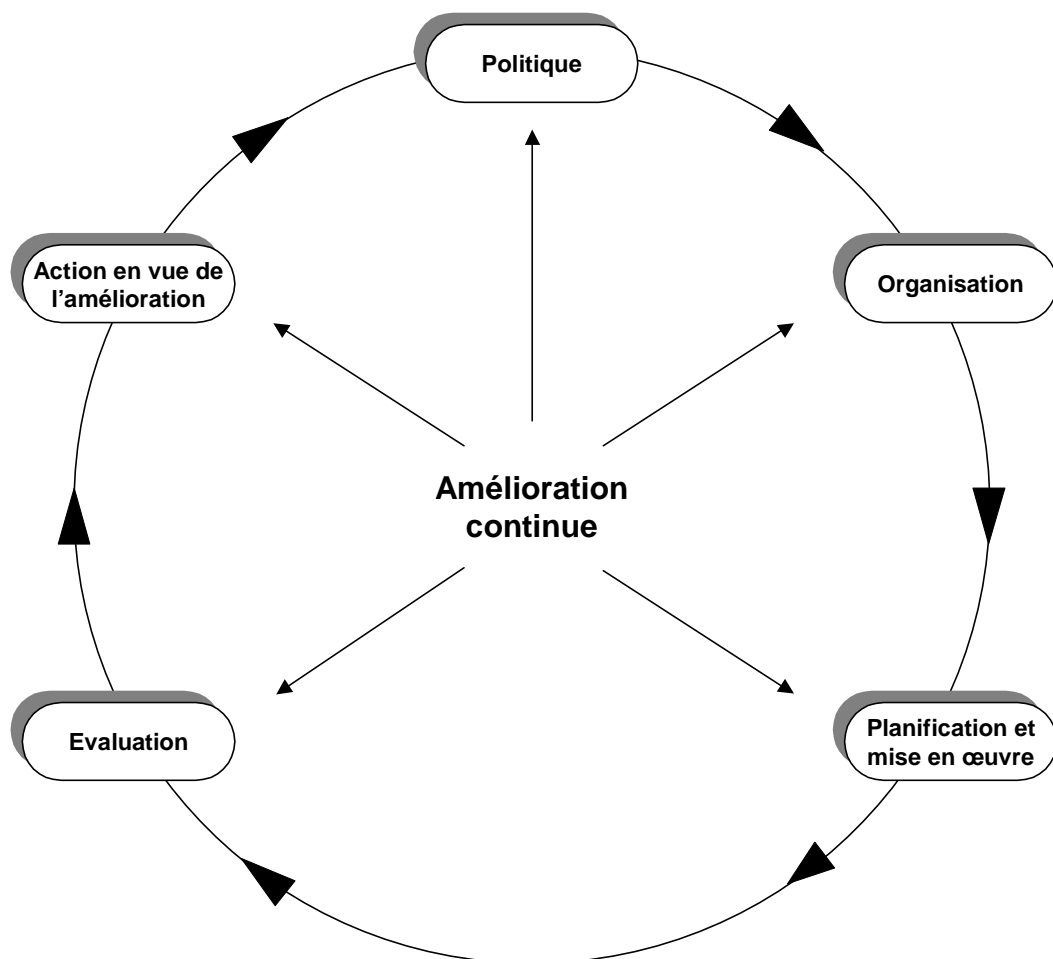 Politique
Action en vue de
l’amélioration
Organisation
Amélioration
continue
Evaluation
Planification et
mise en œuvre